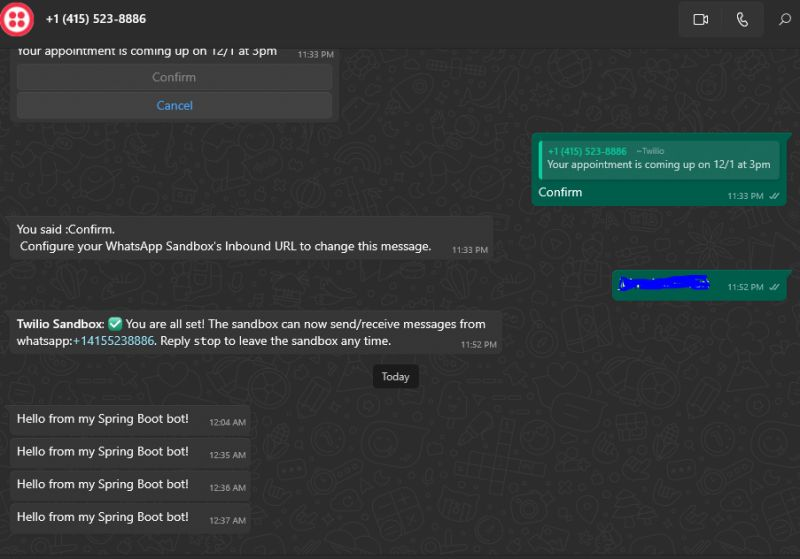 +1 (415) 523-8886
Your appointment is coming up on 12/1 at 3pm
11:33 PM
Confirm
Cancel
+1 (415) 523-8886 ~Twilio
Your appointment is coming up on 12/1 at 3pm
Confirm
11:33 PM
You said :Confirm.
Configure your WhatsApp Sandbox's Inbound URL to change this message.
11:33 PM
11:52 PM
Twilio Sandbox: ✅ You are all set! The sandbox can now send/receive messages from
whatsapp:+14155238886. Reply stop to leave the sandbox any time.
11:52 PM
Today
Hello from my Spring Boot bot! 12:04 AM
Hello from my Spring Boot bot! 12:35 AM
Hello from my Spring Boot bot! 12:36 AM
Hello from my Spring Boot bot! 12:37 AM